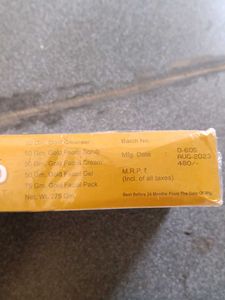 50 Gm. Gold Cleanser
50 Gm. Gold Facial Scrub
50 Gm. Gold Facial Cream
50 Gm. Gold Facial Gel
75 Gm. Gold Facial Pack
Net. Wt. 275 Gm.
Batch No.
Mfg. Date
M.R.P. ₹
(Incl. of all taxes)
G-605
AUG-2023
480/-
Best Before 24 Months From The Date Of Mfg.